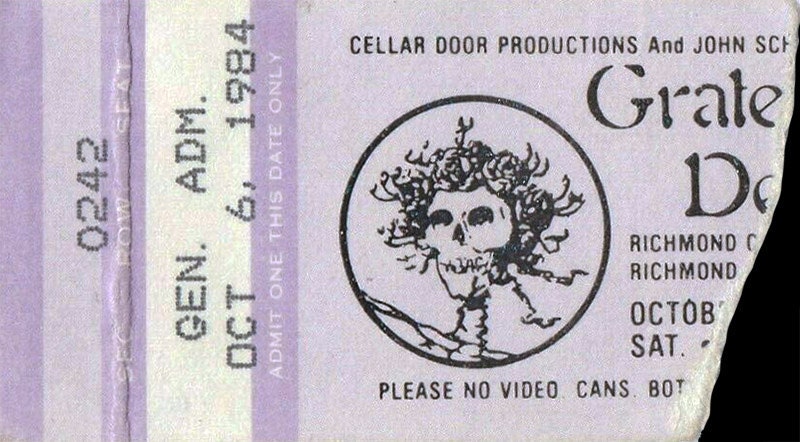 0242
SEC ROW SEAT
GEN. ADM.
OCT 6, 1984
ADMIT ONE THIS DATE ONLY
CELLAR DOOR PRODUCTIONS And JOHN SCH
Grate
De
RICHMOND C
RICHMOND
OCTOB
SAT.
PLEASE NO VIDEO. CANS. BOT